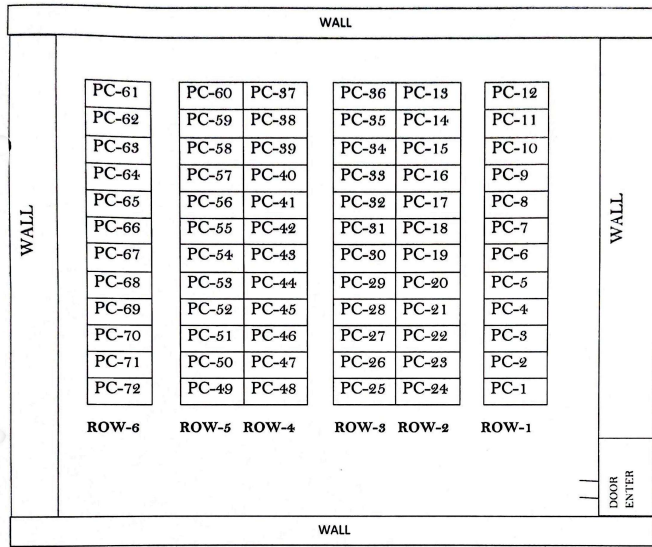 WALL
WALL
WALL
PC-61 PC-60 PC-37 PC-36 PC-13 PC-12
PC-62 PC-59 PC-38 PC-35 PC-14 PC-11
PC-63 PC-58 PC-39 PC-34 PC-15 PC-10
PC-64 PC-57 PC-40 PC-33 PC-16 PC-9
PC-65 PC-56 PC-41 PC-32 PC-17 PC-8
PC-66 PC-55 PC-42 PC-31 PC-18 PC-7
PC-67 PC-54 PC-43 PC-30 PC-19 PC-6
PC-68 PC-53 PC-44 PC-29 PC-20 PC-5
PC-69 PC-52 PC-45 PC-28 PC-21 PC-4
PC-70 PC-51 PC-46 PC-27 PC-22 PC-3
PC-71 PC-50 PC-47 PC-26 PC-23 PC-2
PC-72 PC-49 PC-48 PC-25 PC-24 PC-1
ROW-6 ROW-5 ROW-4 ROW-3 ROW-2 ROW-1
DOOR
ENTER
WALL